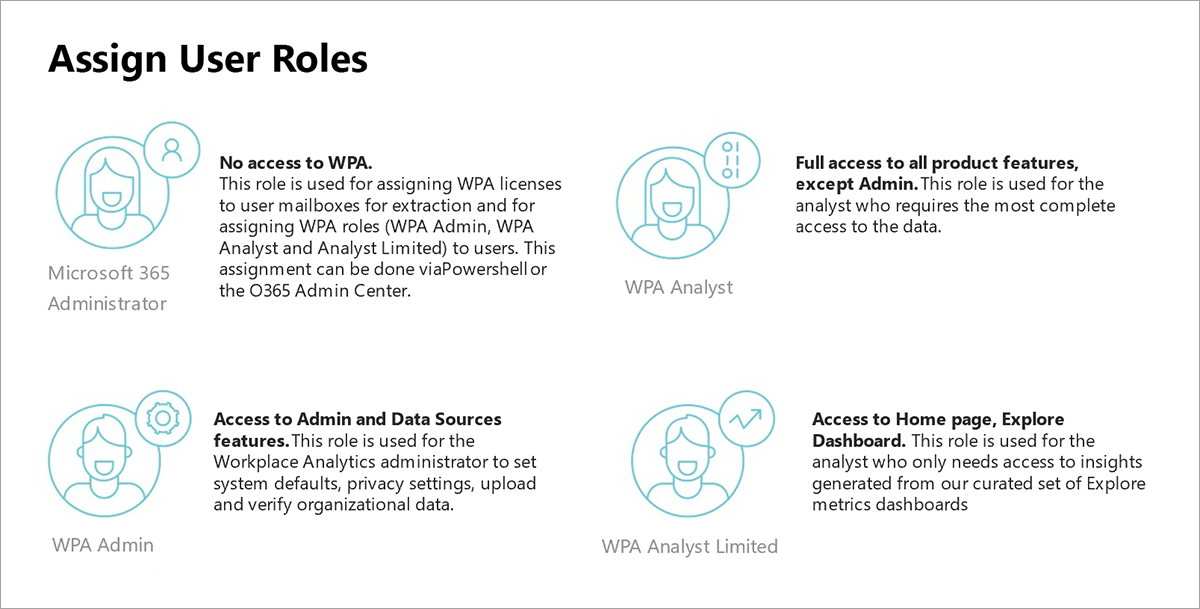 Assign User Roles
No access to WPA.
This role is used for assigning WPA licenses
to user mailboxes for extraction and for
assigning WPA roles (WPA Admin, WPA
Analyst and Analyst Limited) to users. This
assignment can be done viaPowershell or
the O365 Admin Center.
Microsoft 365
Administrator
Full access to all product features,
except Admin. This role is used for the
analyst who requires the most complete
access to the data.
WPA Analyst
Access to Admin and Data Sources
features. This role is used for the
Workplace Analytics administrator to set
system defaults, privacy settings, upload
and verify organizational data.
WPA Admin
Access to Home page, Explore
Dashboard. This role is used for the
analyst who only needs access to insights
generated from our curated set of Explore
metrics dashboards
WPA Analyst Limited